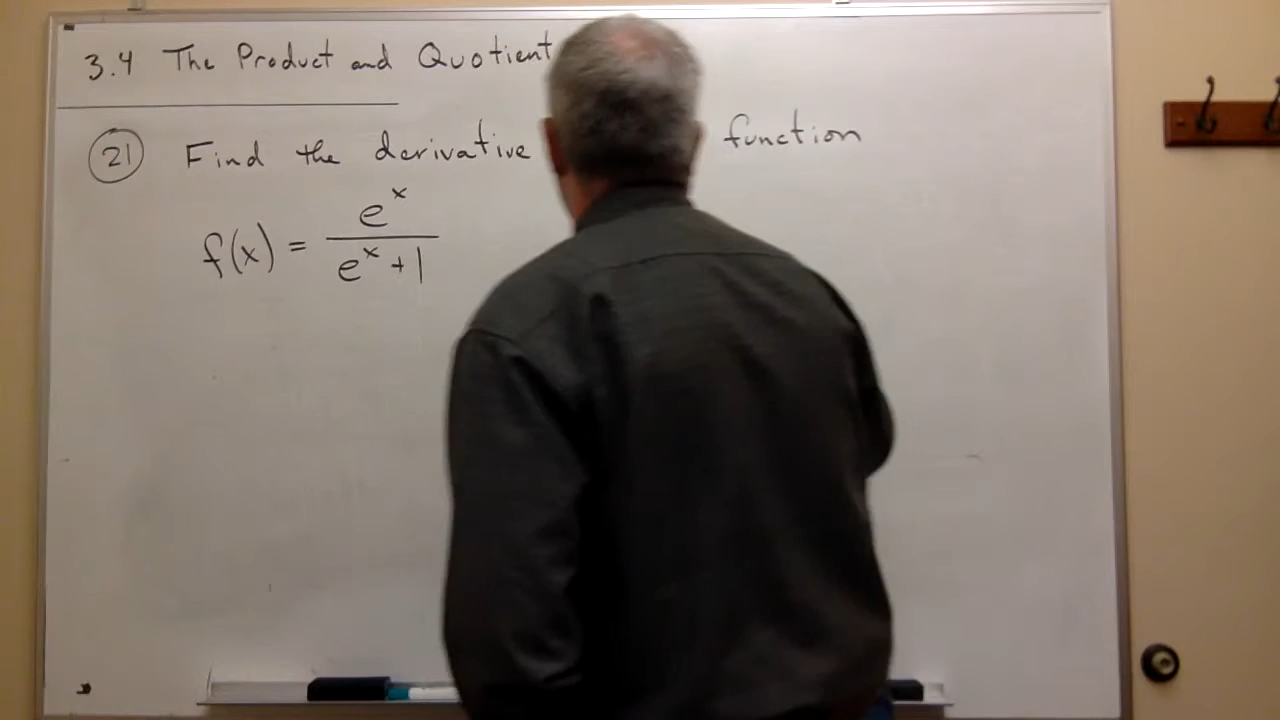 3.4 The Product and Quotient
21 Find the derivative function
f(x) = e^x / (e^x + 1)